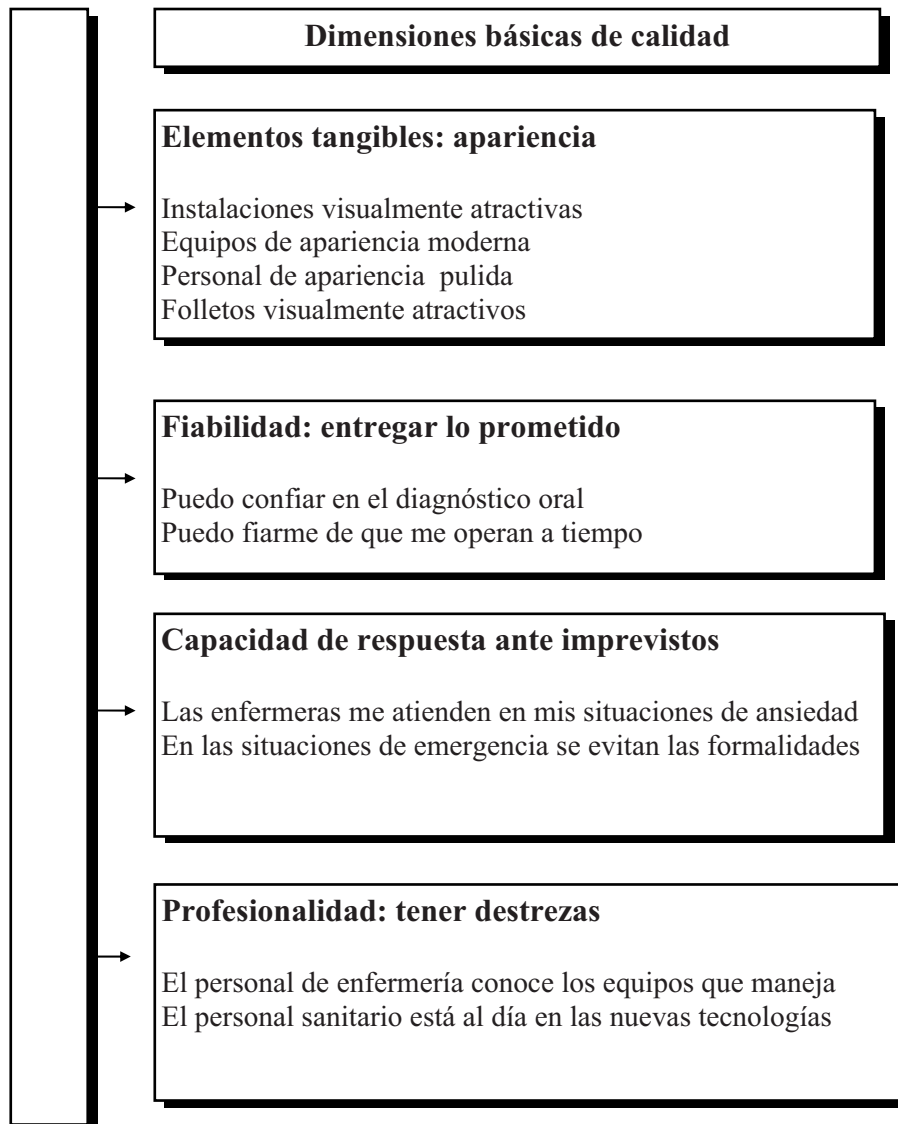 Dimensiones básicas de calidad
Elementos tangibles: apariencia
Instalaciones visualmente atractivas
Equipos de apariencia moderna
Personal de apariencia pulida
Folletos visualmente atractivos
Fiabilidad: entregar lo prometido
Puedo confiar en el diagnóstico oral
Puedo fiarme de que me operan a tiempo
Capacidad de respuesta ante imprevistos
Las enfermeras me atienden en mis situaciones de ansiedad
En las situaciones de emergencia se evitan las formalidades
Profesionalidad: tener destrezas
El personal de enfermería conoce los equipos que maneja
El personal sanitario está al día en las nuevas tecnologías